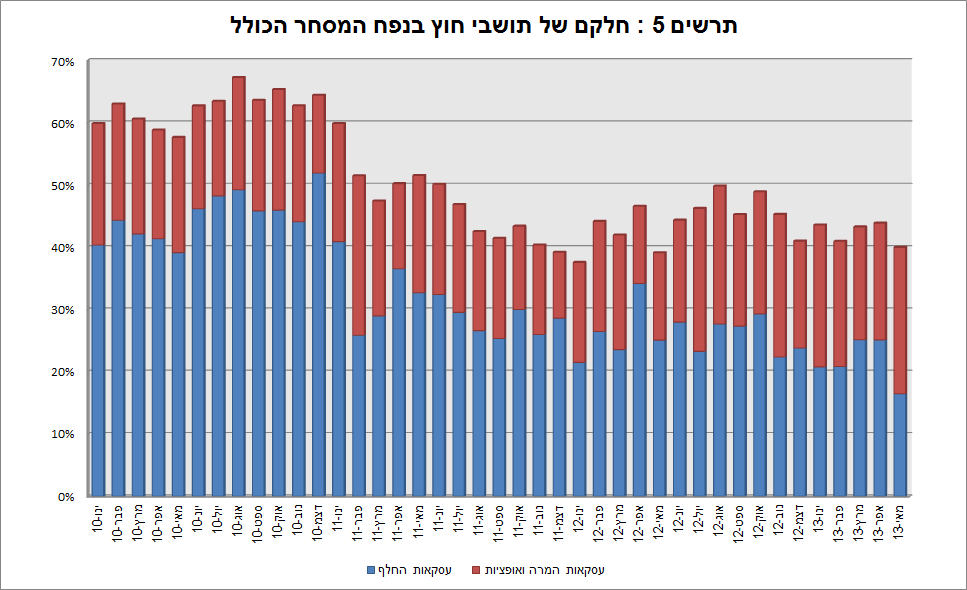 תרשים 5 : חלקם של תושבי חוץ בנפח המסחר הכולל
70%
60%
50%
40%
30%
20%
10%
0%
ינו-10
פבר-10
מרץ-10
אפר-10
מאי-10
יונ-10
יול-10
אוג-10
ספט-10
אוק-10
נוב-10
דצמ-10
ינו-11
פבר-11
מרץ-11
אפר-11
מאי-11
יונ-11
יול-11
אוג-11
ספט-11
אוק-11
נוב-11
דצמ-11
ינו-12
פבר-12
מרץ-12
אפר-12
מאי-12
יונ-12
יול-12
אוג-12
ספט-12
אוק-12
נוב-12
דצמ-12
ינו-13
פבר-13
מרץ-13
אפר-13
מאי-13
עסקאות החלף
עסקאות המרה ואופציות